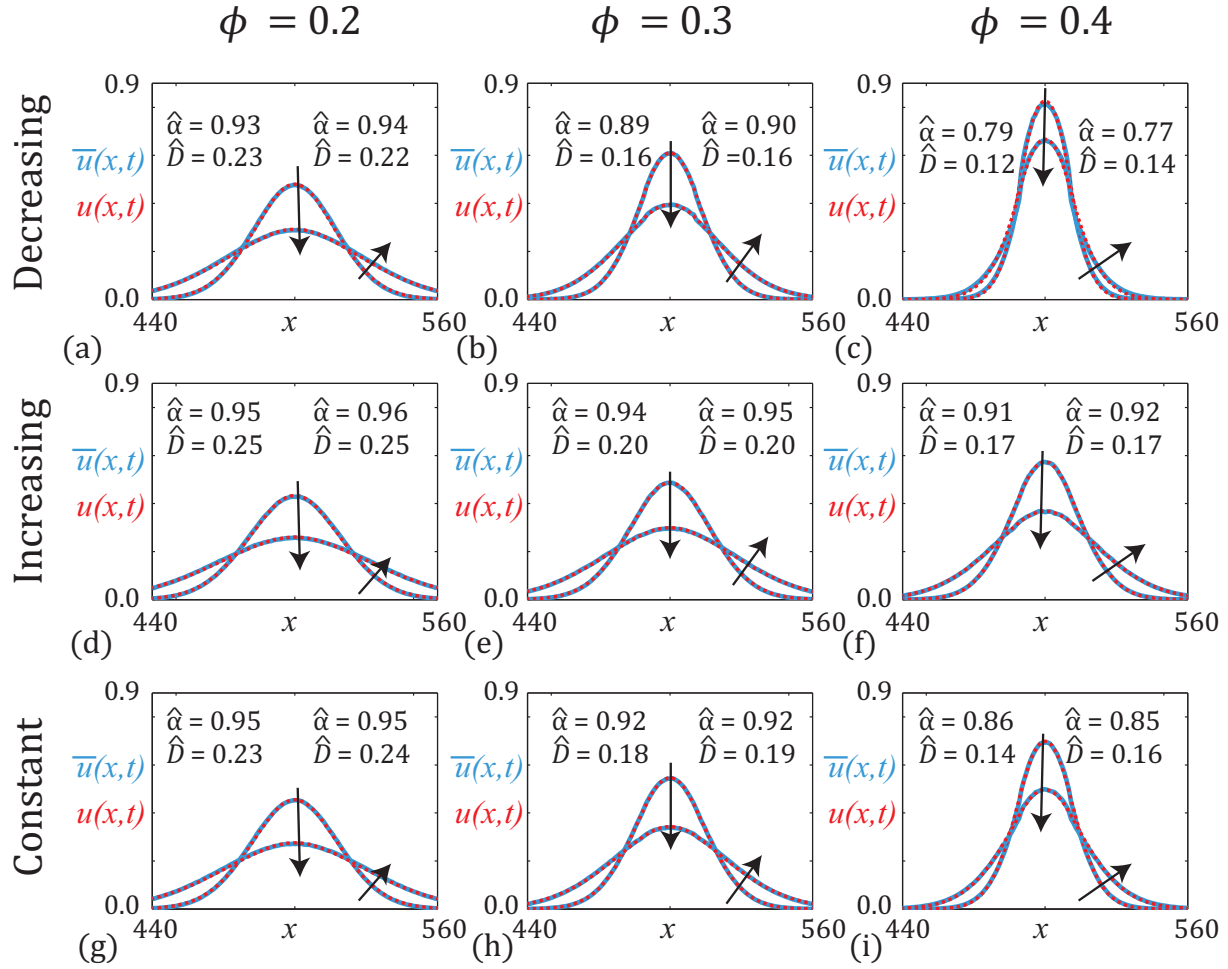 ϕ = 0.2 ϕ = 0.3 ϕ = 0.4
Decreasing
0.9
α̂ = 0.93 α̂ = 0.94
D̂ = 0.23 D̂ = 0.22
u̅(x,t)
u(x,t)
0.0
440 x 560
(a)
0.9
α̂ = 0.89 α̂ = 0.90
D̂ = 0.16 D̂ =0.16
u̅(x,t)
u(x,t)
0.0
440 x 560
(b)
0.9
α̂ = 0.79 α̂ = 0.77
D̂ = 0.12 D̂ = 0.14
u̅(x,t)
u(x,t)
0.0
440 x 560
(c)
Increasing
0.9
α̂ = 0.95 α̂ = 0.96
D̂ = 0.25 D̂ = 0.25
u̅(x,t)
u(x,t)
0.0
440 x 560
(d)
0.9
α̂ = 0.94 α̂ = 0.95
D̂ = 0.20 D̂ = 0.20
u̅(x,t)
u(x,t)
0.0
440 x 560
(e)
0.9
α̂ = 0.91 α̂ = 0.92
D̂ = 0.17 D̂ = 0.17
u̅(x,t)
u(x,t)
0.0
440 x 560
(f)
Constant
0.9
α̂ = 0.95 α̂ = 0.95
D̂ = 0.23 D̂ = 0.24
u̅(x,t)
u(x,t)
0.0
440 x 560
(g)
0.9
α̂ = 0.92 α̂ = 0.92
D̂ = 0.18 D̂ = 0.19
u̅(x,t)
u(x,t)
0.0
440 x 560
(h)
0.9
α̂ = 0.86 α̂ = 0.85
D̂ = 0.14 D̂ = 0.16
u̅(x,t)
u(x,t)
0.0
440 x 560
(i)